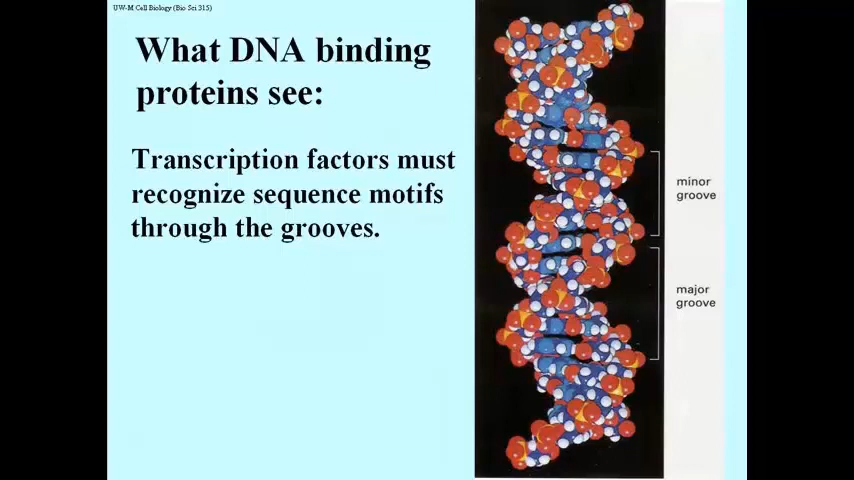 UW-M Cell Biology (Bio Sci 315)
What DNA binding
proteins see:
Transcription factors must
recognize sequence motifs
through the grooves.
minor
groove
major
groove